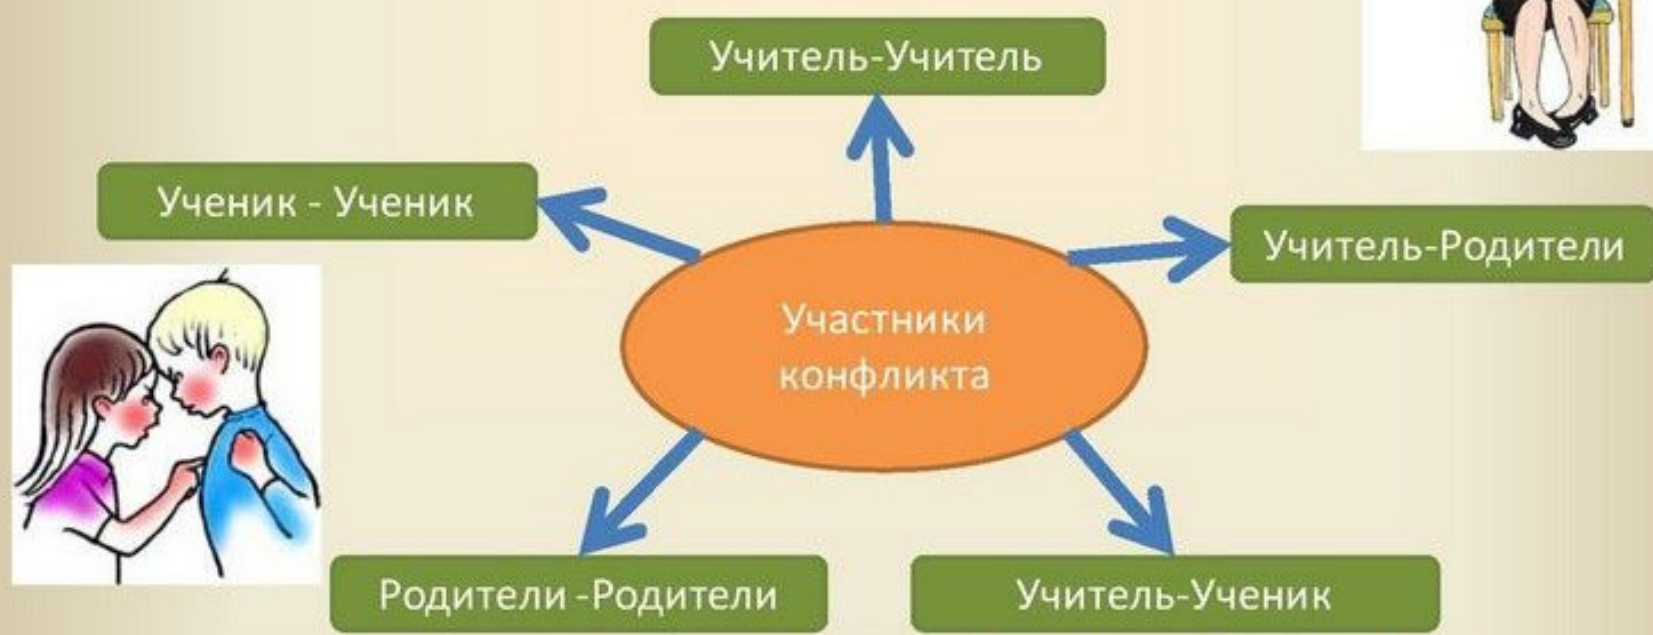 Учитель-Учитель
Ученик - Ученик
Учитель-Родители
Участники
конфликта
Родители -Родители
Учитель-Ученик